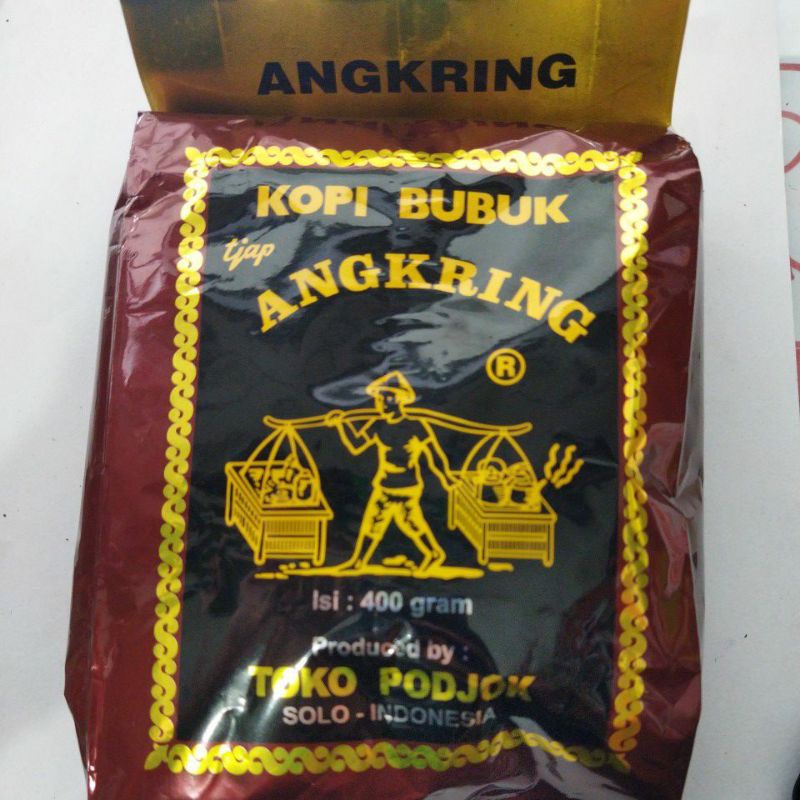 ANGKRING
KOPI BUBUK
tjap
ANGKRING
®
Isi : 400 gram
Produced by :
TOKO PODJOK
SOLO - INDONESIA